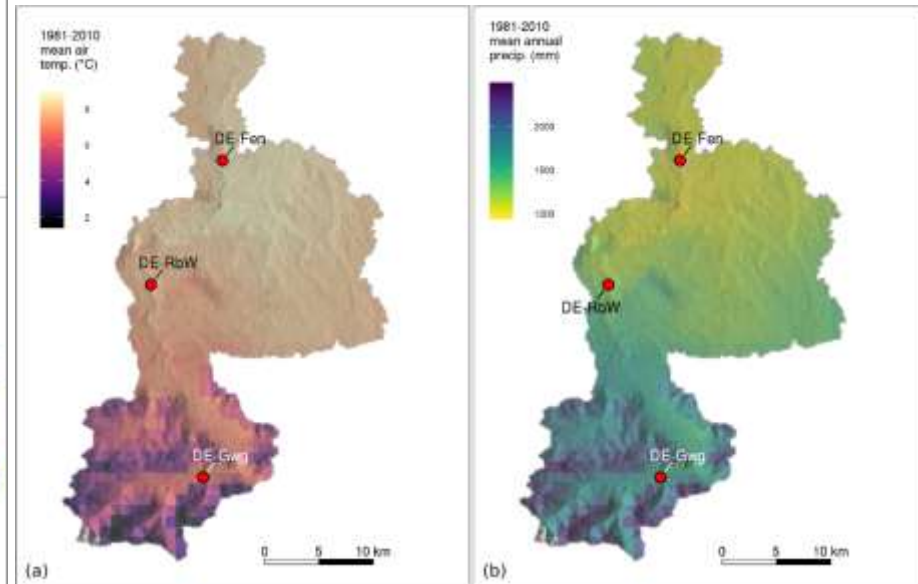 1981-2010
mean air
temp. (°C)
8
6
4
2
DE-Fen
DE-RbW
DE-Gwg
0 5 10 km
(a)
1981-2010
mean annual
precip. (mm)
2000
1500
1000
DE-Fen
DE-RbW
DE-Gwg
0 5 10 km
(b)